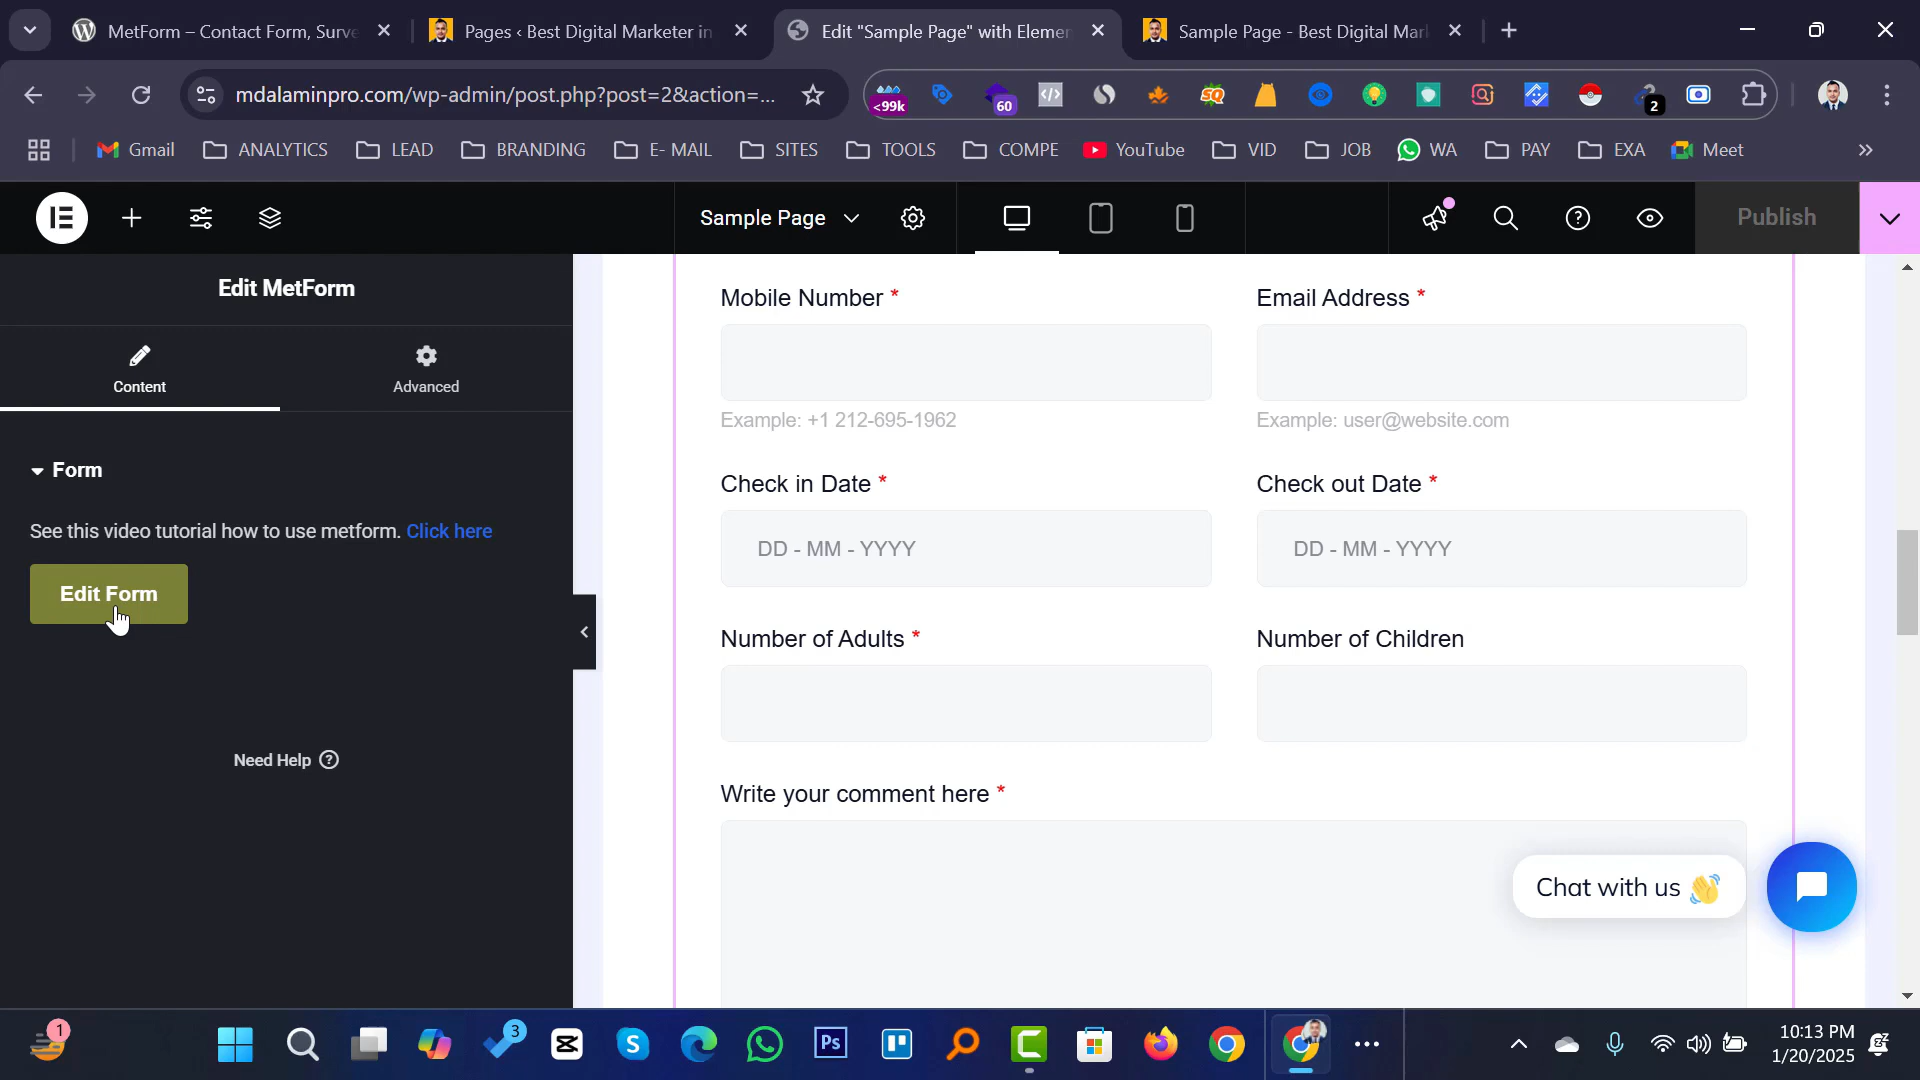 MetForm – Contact Form, Surve
Pages ‹ Best Digital Marketer in
Edit "Sample Page" with Elemen
Sample Page - Best Digital Mark
mdalaminpro.com/wp-admin/post.php?post=2&action=...
<99k
60
SQ
2
Gmail
ANALYTICS
LEAD
BRANDING
E- MAIL
SITES
TOOLS
COMPE
YouTube
VID
JOB
WA
PAY
EXA
Meet
Sample Page
Publish
Edit MetForm
Content
Advanced
Form
See this video tutorial how to use metform. Click here
Edit Form
Need Help
Mobile Number *
Email Address *
Example: +1 212-695-1962
Example: user@website.com
Check in Date *
Check out Date *
DD - MM - YYYY
DD - MM - YYYY
Number of Adults *
Number of Children
Write your comment here *
Chat with us 👋
1
3
Ps
10:13 PM
1/20/2025